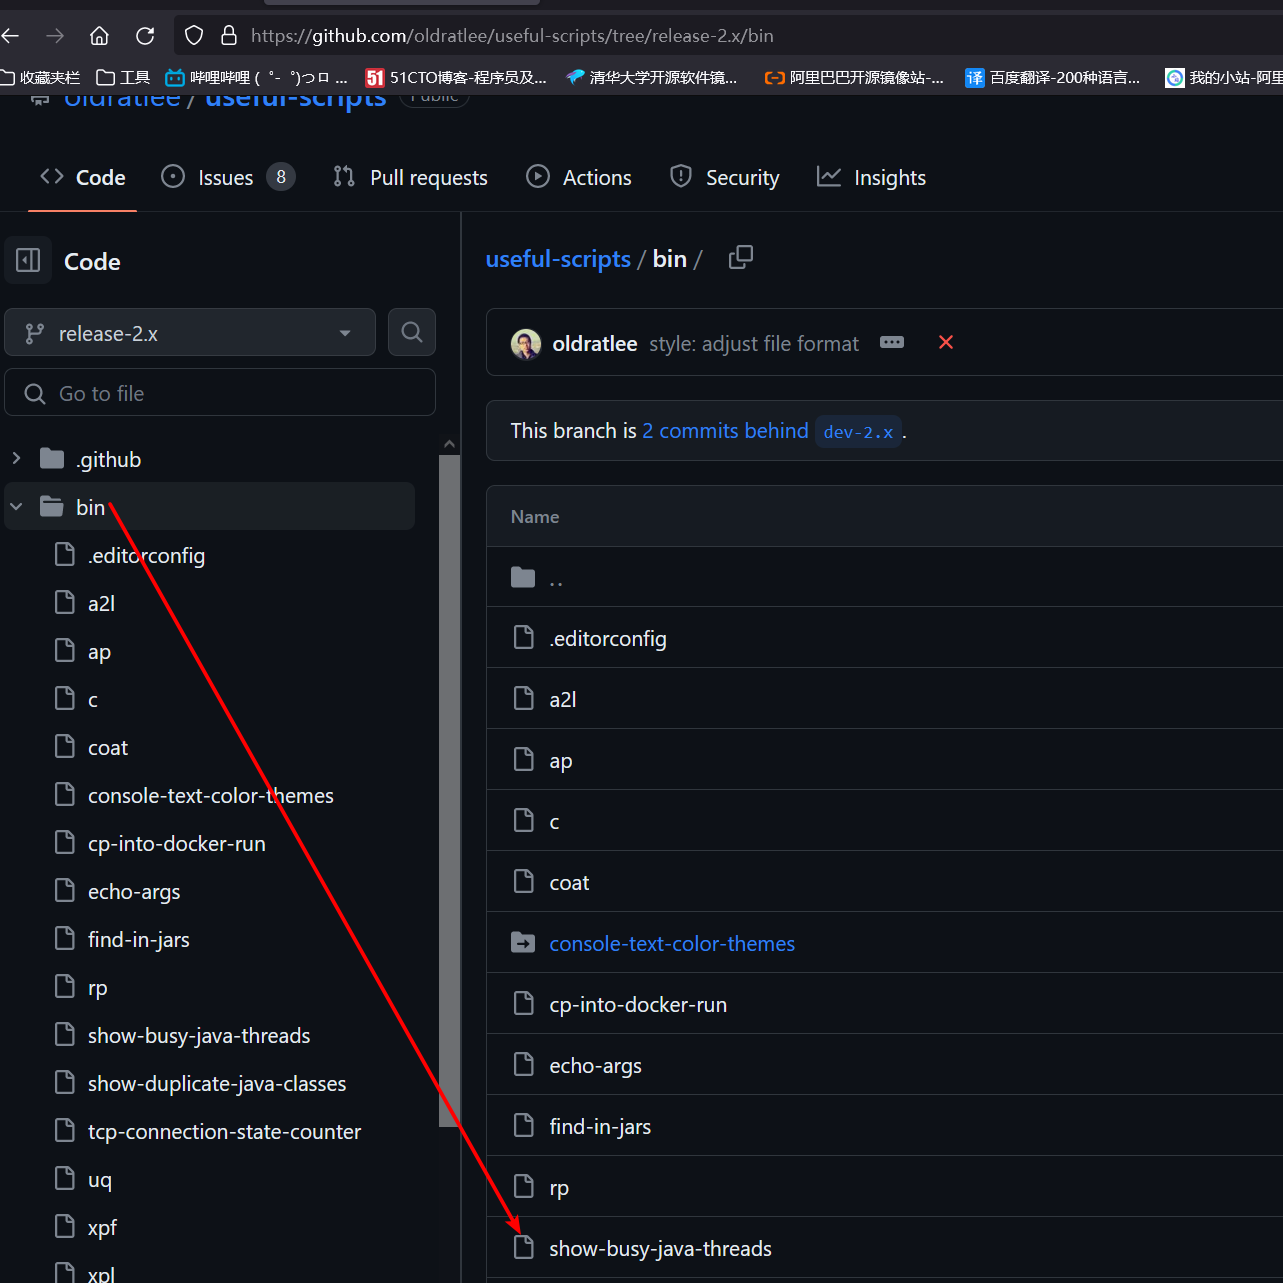 https://github.com/oldratlee/useful-scripts/tree/release-2.x/bin
收藏夹栏 工具 哔哩哔哩 ( ゜- ゜)つロ ... 51CTO博客-程序员及... 清华大学开源软件镜... 阿里巴巴开源镜像站-... 译 百度翻译-200种语言... 我的小站-阿里
oldratlee / useful-scripts Public
Code Issues 8 Pull requests Actions Security Insights
Code
release-2.x
Go to file
.github
bin
.editorconfig
a2l
ap
c
coat
console-text-color-themes
cp-into-docker-run
echo-args
find-in-jars
rp
show-busy-java-threads
show-duplicate-java-classes
tcp-connection-state-counter
uq
xpf
xpl
useful-scripts / bin /
oldratlee style: adjust file format
This branch is 2 commits behind dev-2.x .
Name
..
.editorconfig
a2l
ap
c
coat
console-text-color-themes
cp-into-docker-run
echo-args
find-in-jars
rp
show-busy-java-threads